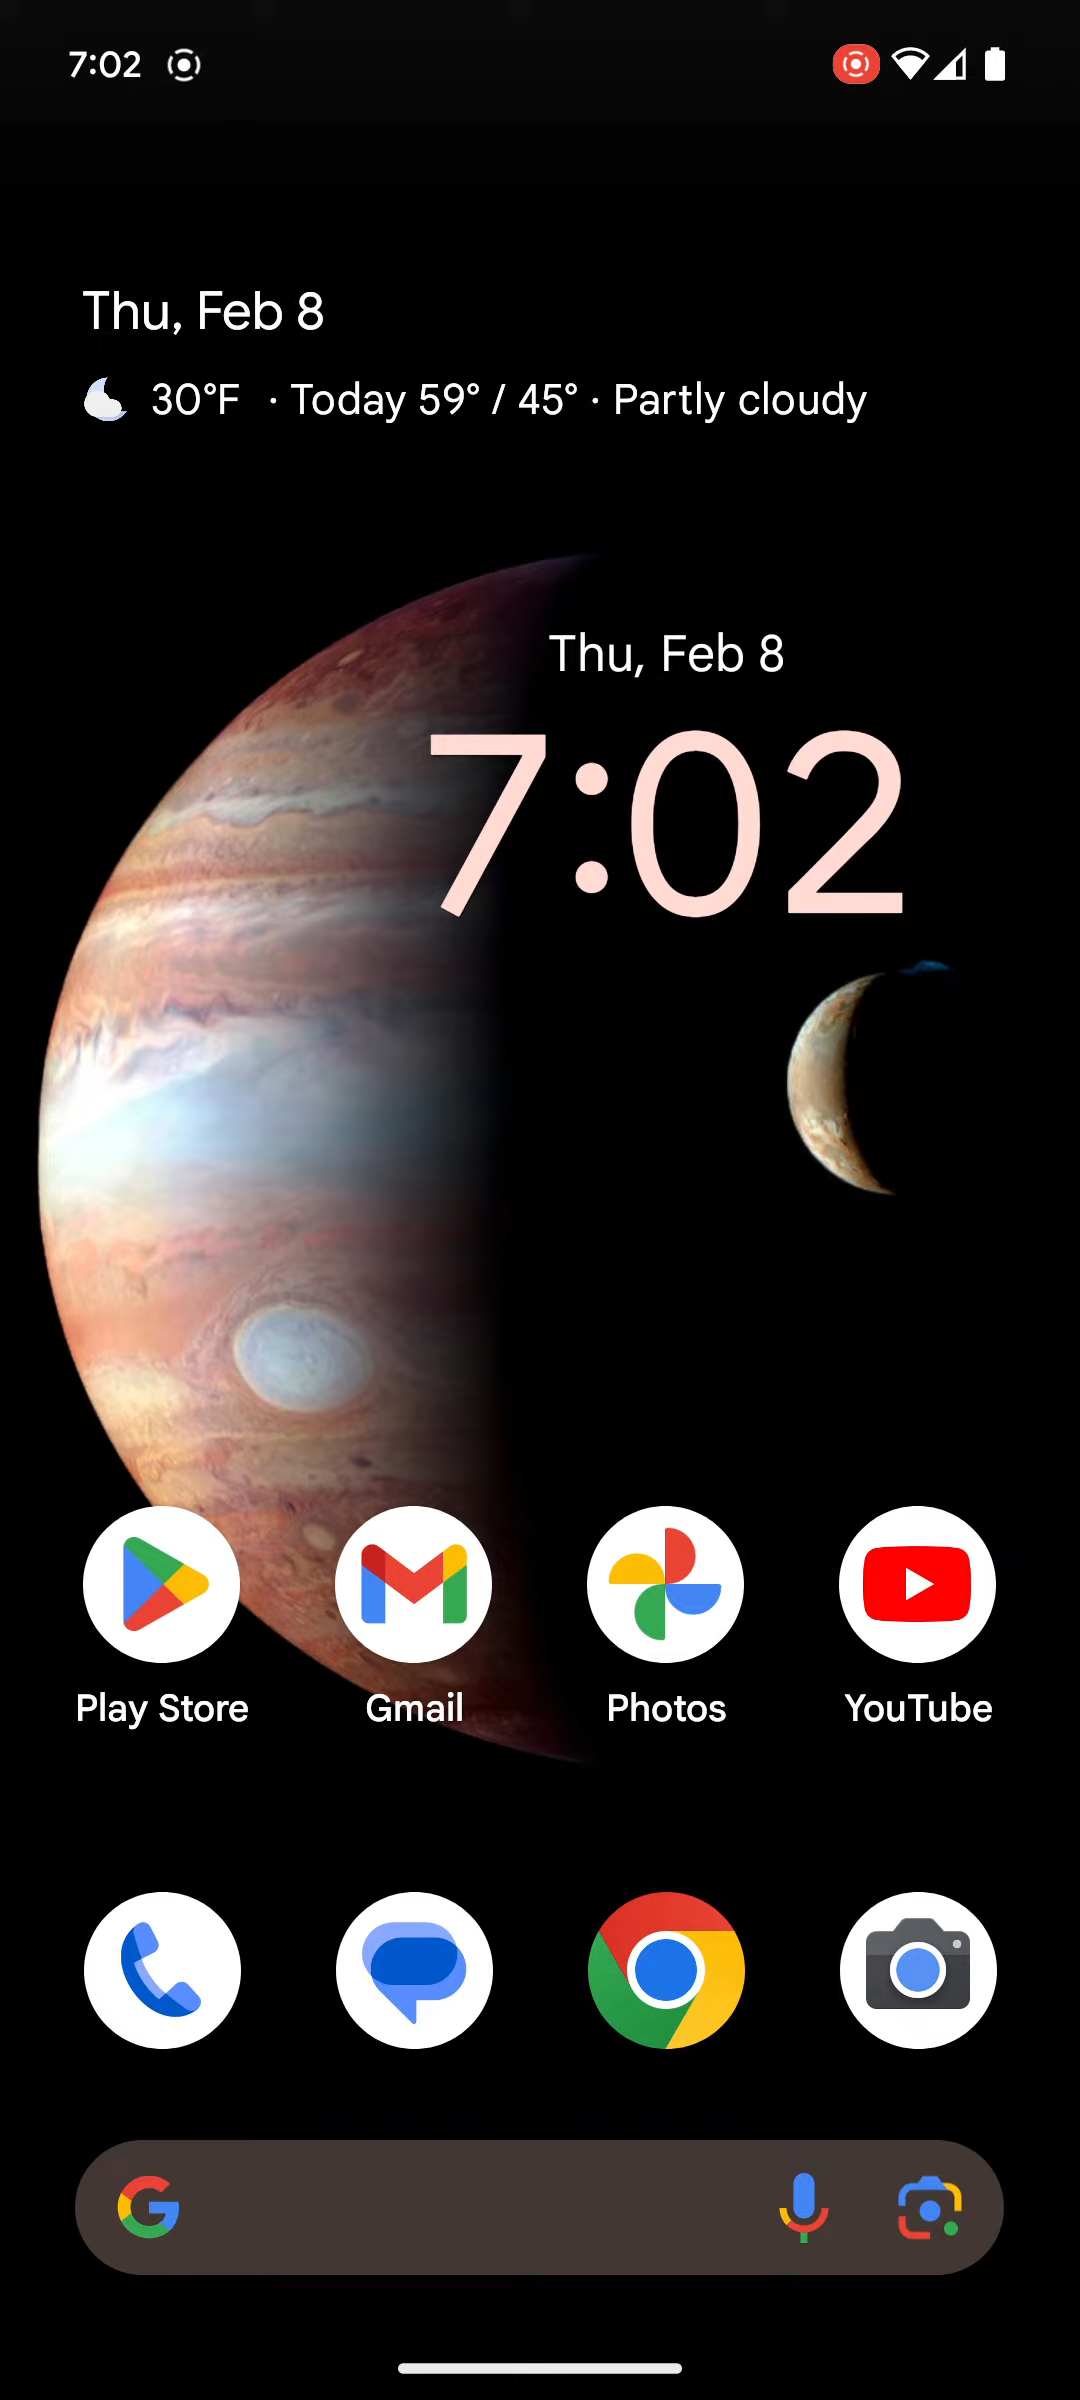 7:02
Thu, Feb 8
30°F · Today 59° / 45° · Partly cloudy
Thu, Feb 8
7:02
Play Store
Gmail
Photos
YouTube